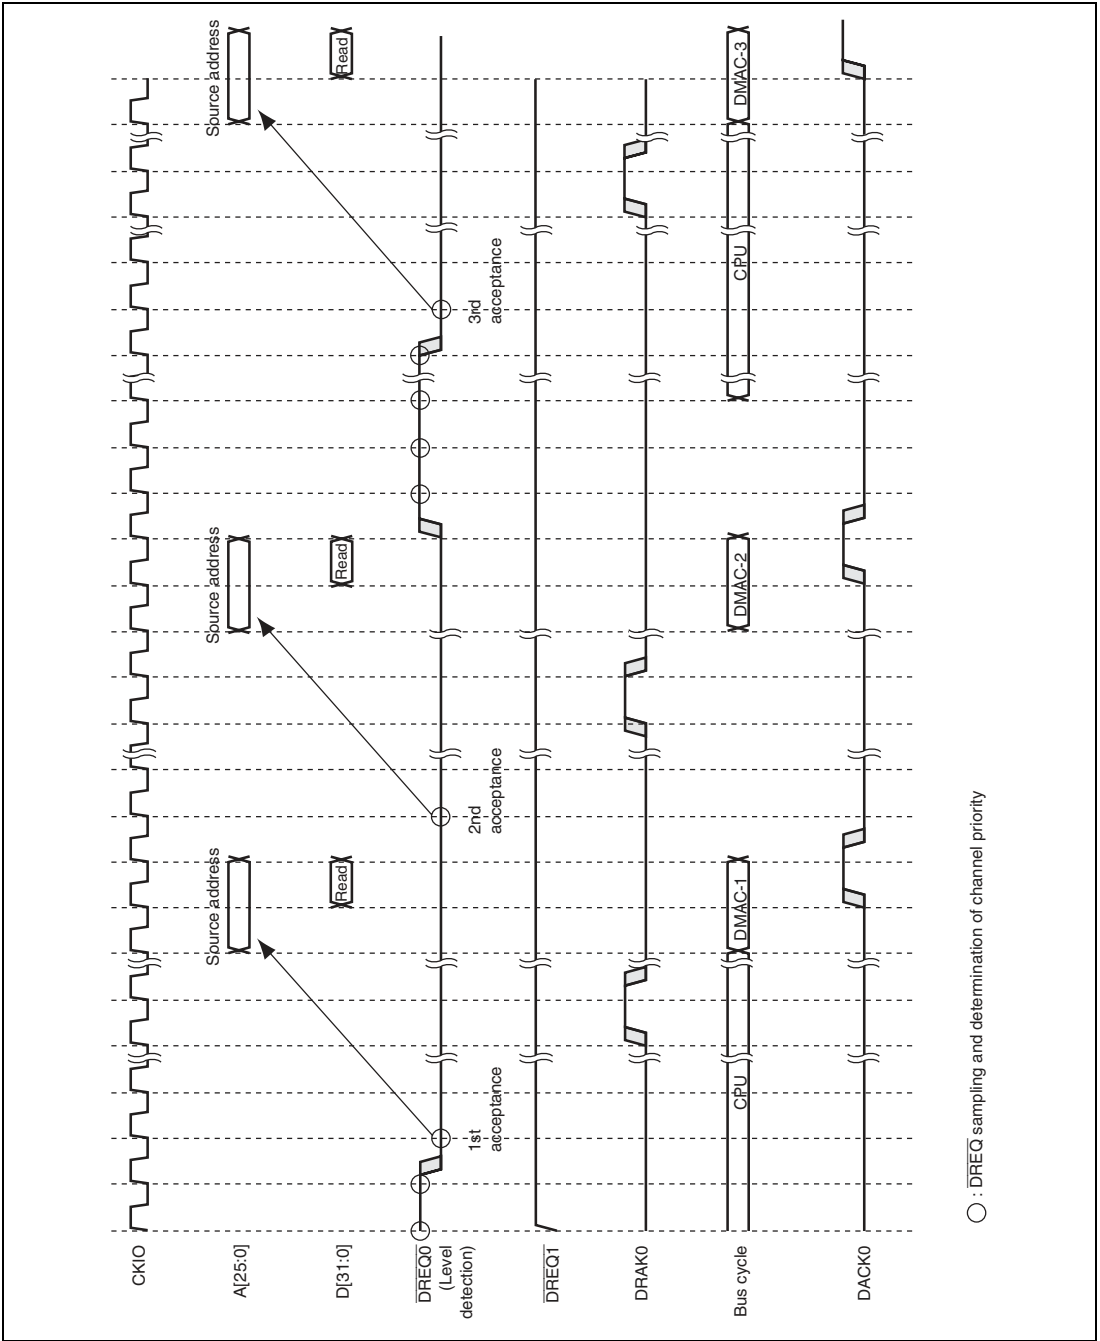 CKIO
A[25:0]
Source address
Source address
Source address
D[31:0]
Read
Read
Read
DREQ0
(Level
detection)
1st
acceptance
2nd
acceptance
3rd
acceptance
DREQ1
DRAK0
Bus cycle
CPU
DMAC-1
DMAC-2
CPU
DMAC-3
DACK0
: DREQ sampling and determination of channel priority